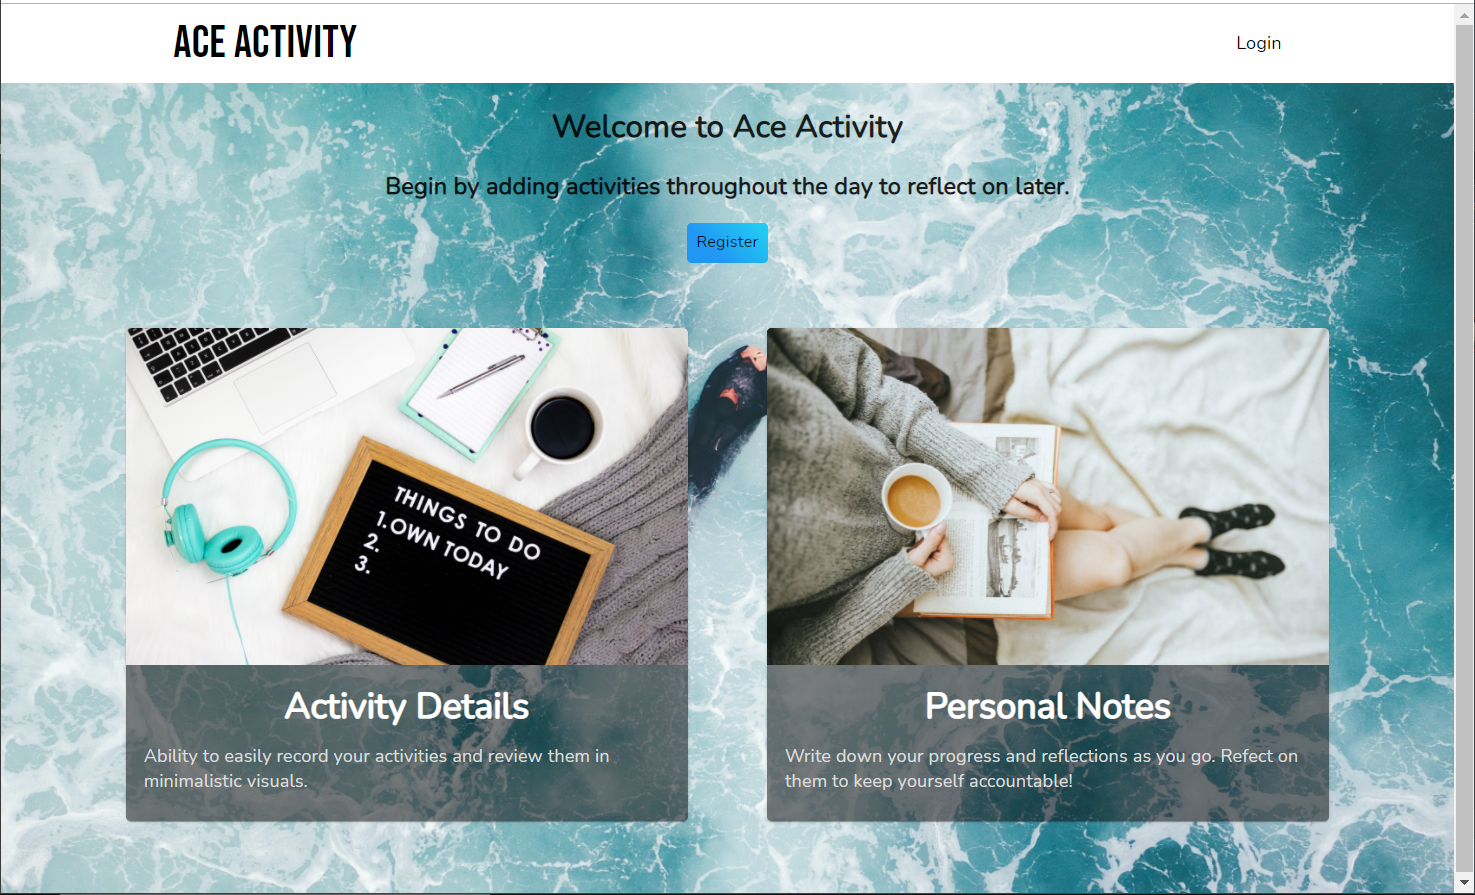 ACE ACTIVITY
Login
Welcome to Ace Activity
Begin by adding activities throughout the day to reflect on later.
Register
THINGS TO DO
1.OWN TODAY
2.
3.
Activity Details
Ability to easily record your activities and review them in
minimalistic visuals.
Personal Notes
Write down your progress and reflections as you go. Refect on
them to keep yourself accountable!